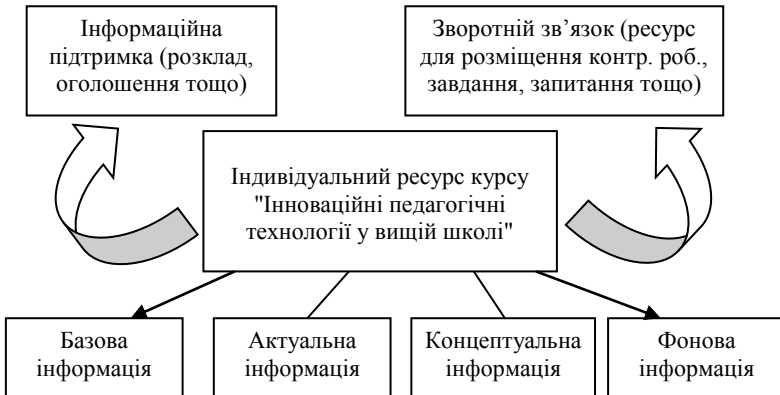 Інформаційна
підтримка (розклад,
оголошення тощо)
Зворотній зв’язок (ресурс
для розміщення контр. роб.,
завдання, запитання тощо)
Індивідуальний ресурс курсу
"Інноваційні педагогічні
технології у вищій школі"
Базова
інформація
Актуальна
інформація
Концептуальна
інформація
Фонова
інформація